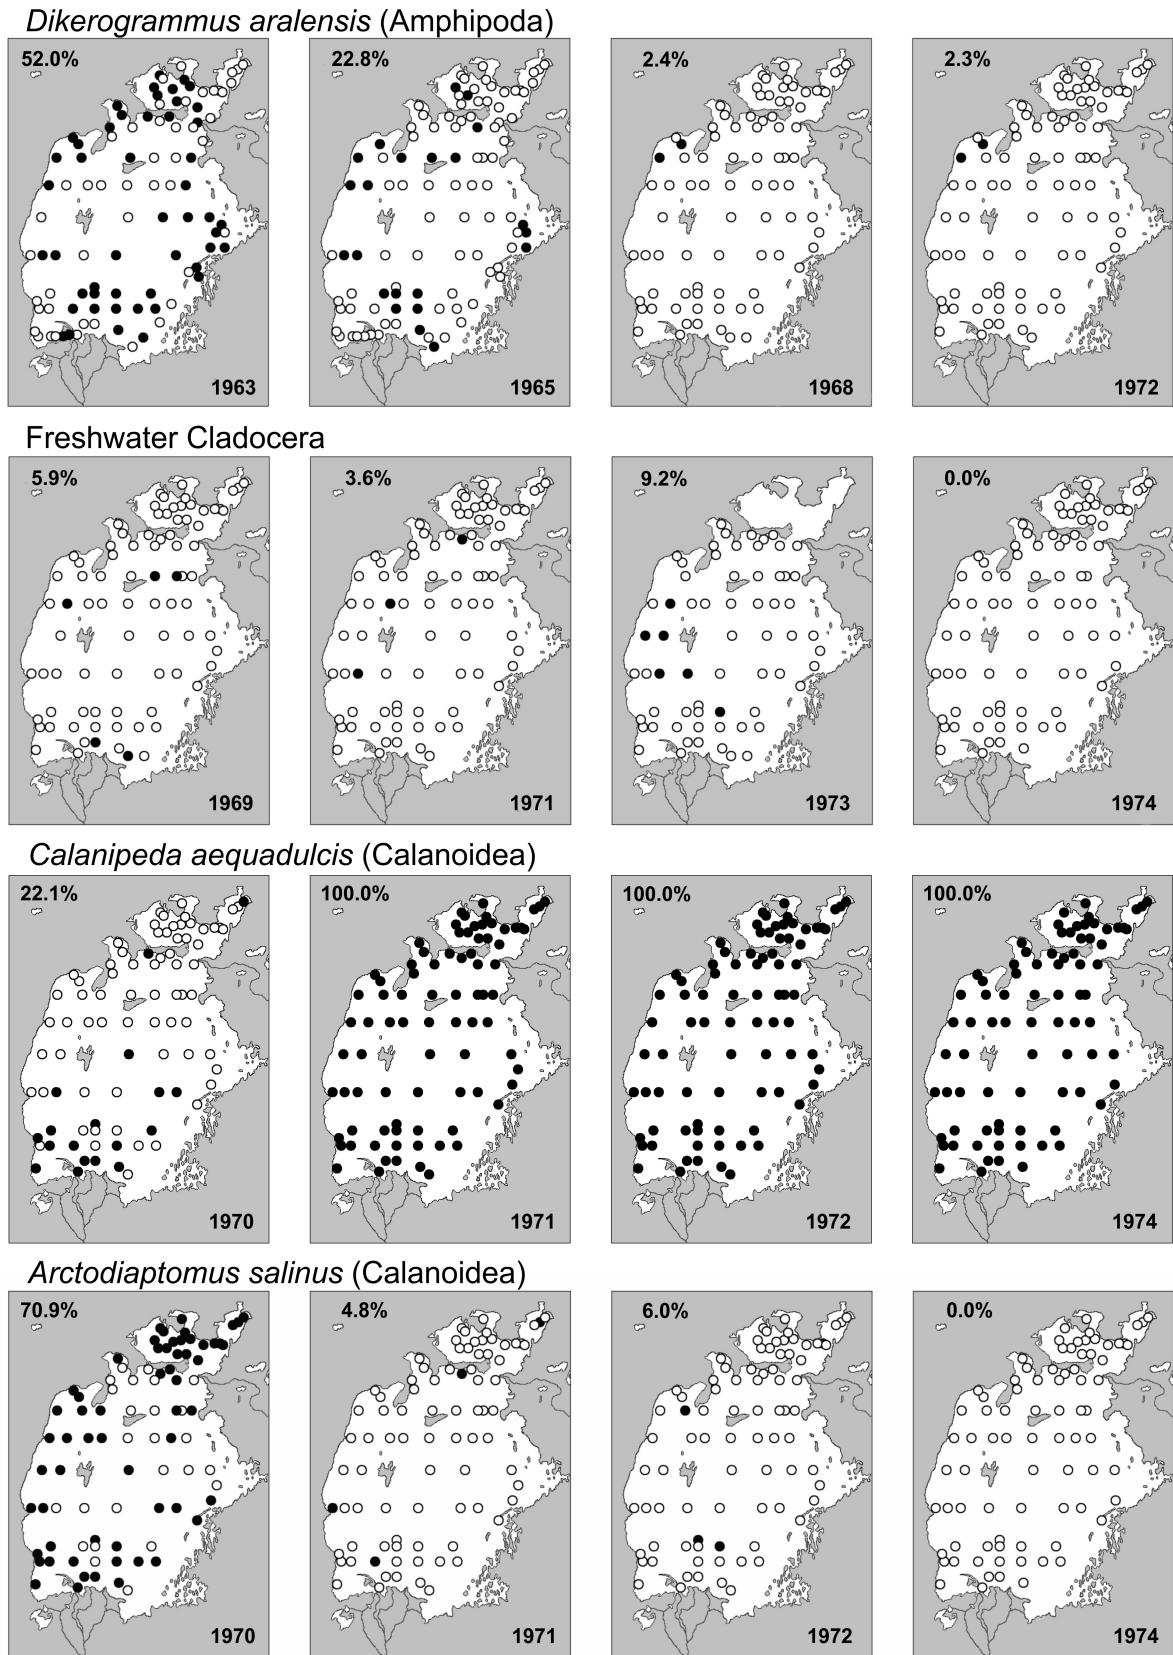 Dikerogrammus aralensis (Amphipoda)
52.0% 22.8% 2.4% 2.3%
1963 1965 1968 1972
Freshwater Cladocera
5.9% 3.6% 9.2% 0.0%
1969 1971 1973 1974
Calanipeda aequadulcis (Calanoidea)
22.1% 100.0% 100.0% 100.0%
1970 1971 1972 1974
Arctodiaptomus salinus (Calanoidea)
70.9% 4.8% 6.0% 0.0%
1970 1971 1972 1974